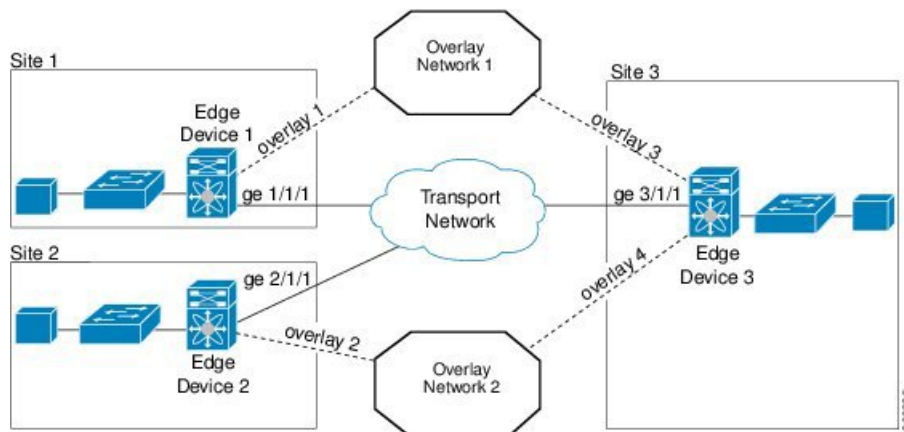 Overlay
Network 1
Site 1
Site 3
Edge
Device 1
overlay 1
overlay 3
ge 1/1/1
Transport
Network
ge 3/1/1
Edge
Device 3
Site 2
ge 2/1/1
overlay 4
overlay 2
Edge
Device 2
Overlay
Network 2